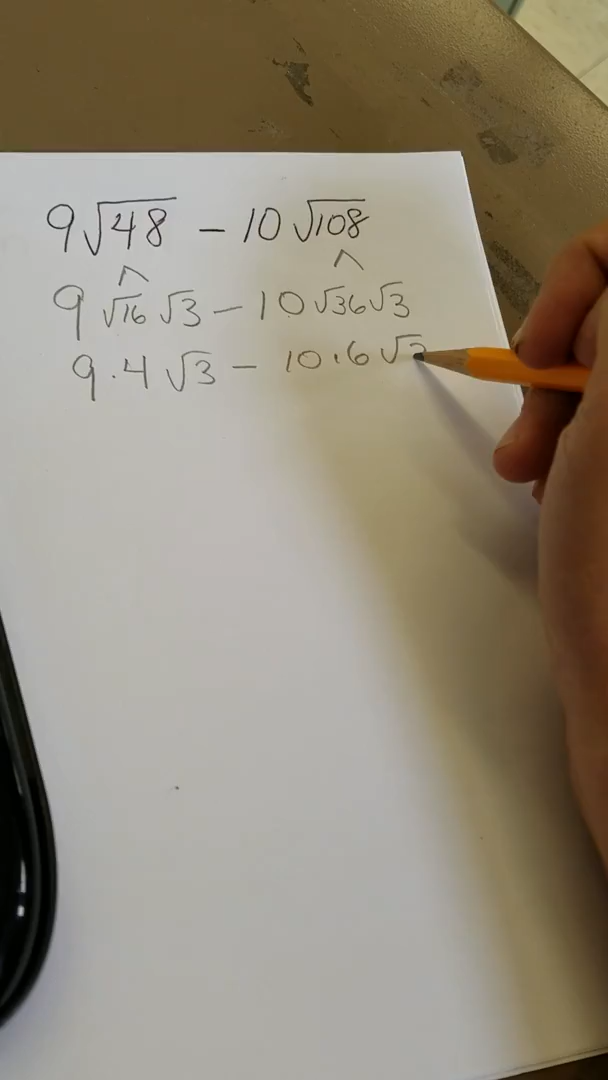 9√48 – 10√108
9 √16 √3 – 10 √36 √3
9.4 √3 – 10.6 √3